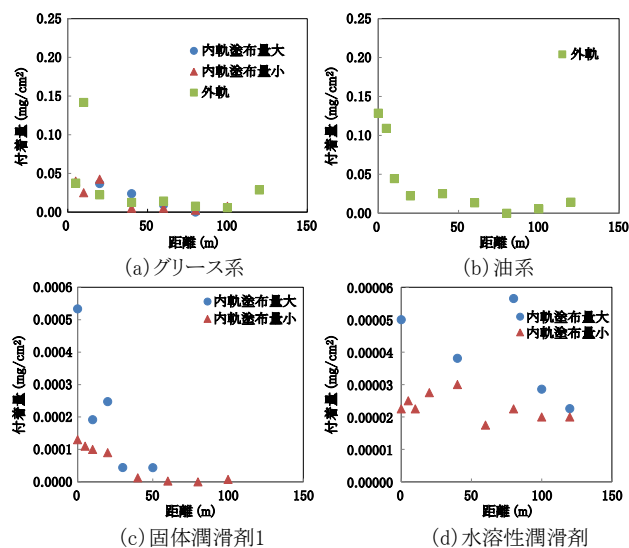 0.25
0.20
0.15
0.10
0.05
0.00
付着量(mg/cm²)
内軌塗布量大
内軌塗布量小
外軌
0 50 100 150
距離(m)
(a)グリース系
0.25
0.20
0.15
0.10
0.05
0.00
付着量(mg/cm²)
外軌
0 50 100 150
距離(m)
(b)油系
0.0006
0.0005
0.0004
0.0003
0.0002
0.0001
0.0000
付着量(mg/cm²)
内軌塗布量大
内軌塗布量小
0 50 100 150
距離(m)
(c)固体潤滑剤1
0.00006
0.00005
0.00004
0.00003
0.00002
0.00001
0.00000
付着量(mg/cm²)
内軌塗布量大
内軌塗布量小
0 50 100 150
距離(m)
(d)水溶性潤滑剤